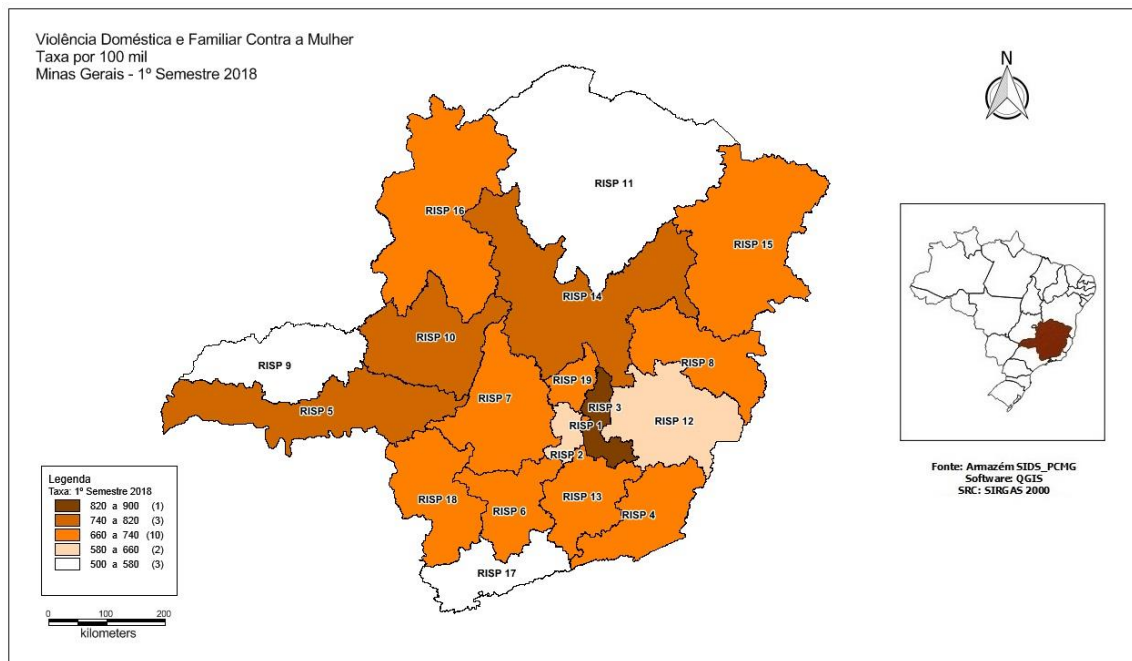 Violência Doméstica e Familiar Contra a Mulher
Taxa por 100 mil
Minas Gerais - 1º Semestre 2018
N
RISP 11
RISP 16
RISP 15
RISP 14
RISP 10
RISP 9
RISP 8
RISP 19
RISP 7
RISP 3
RISP 5
RISP 1
RISP 12
RISP 2
RISP 18
RISP 6
RISP 13
RISP 4
RISP 17
Legenda
Taxa: 1º Semestre 2018
820 a 900 (1)
740 a 820 (3)
660 a 740 (10)
580 a 660 (2)
500 a 580 (3)
0 100 200
kilometers
Fonte: Armazém SIDS_PCMG
Software: QGIS
SRC: SIRGAS 2000